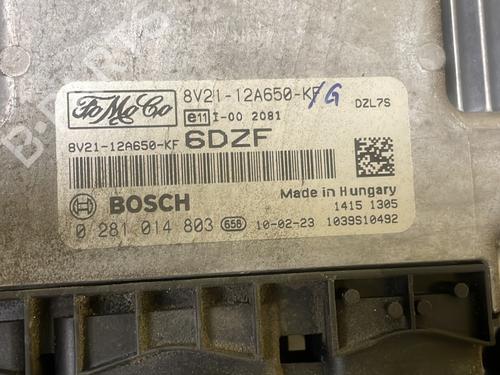 FoMoCo
8V21-12A650-KF/G DZL7S
e11 I-00 2081
8V21-12A650-KF 6DZF
BOSCH
Made in Hungary
1415 1305
0 281 014 803 656 10-02-23 1039S10492